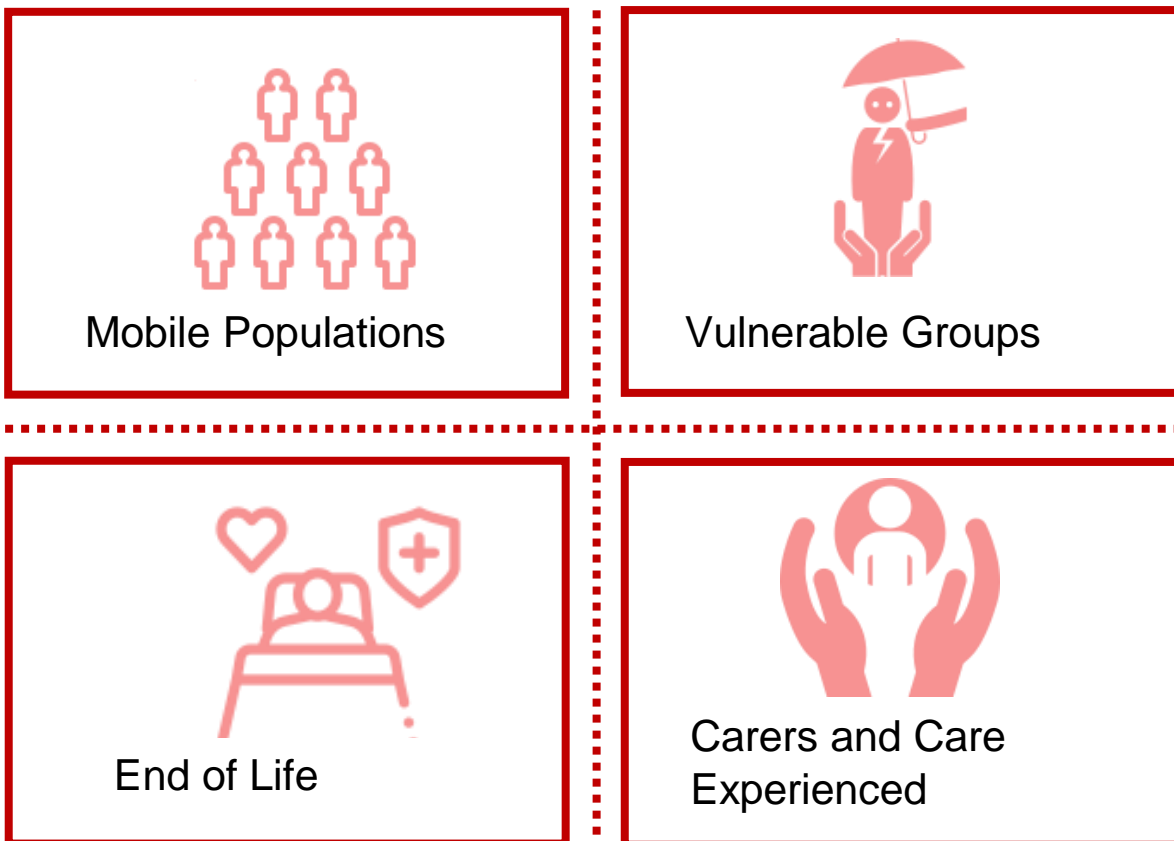 Mobile Populations
Vulnerable Groups
End of Life
Carers and Care
Experienced